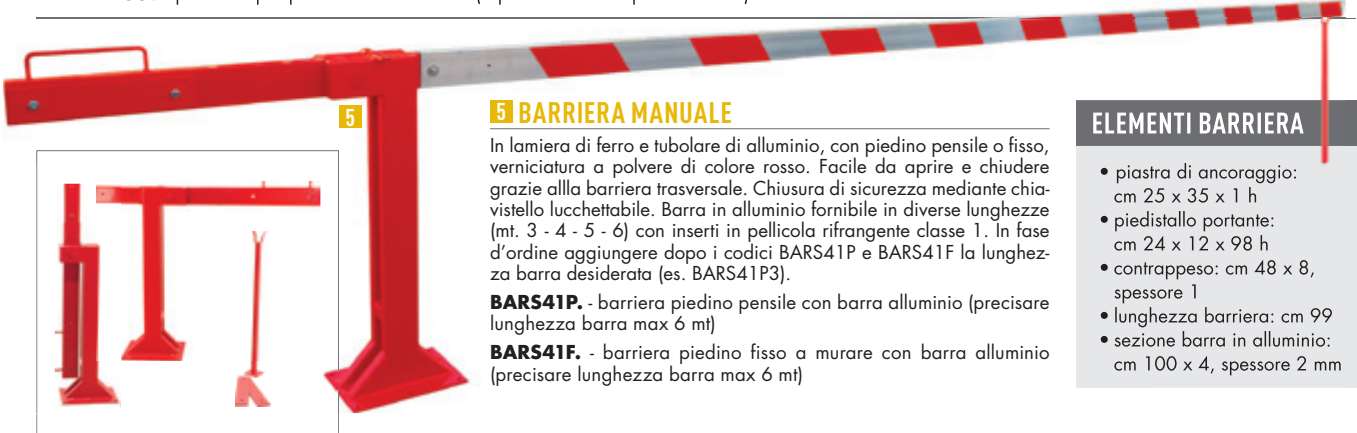 5
5 BARRIERA MANUALE
In lamiera di ferro e tubolare di alluminio, con piedino pensile o fisso,
verniciatura a polvere di colore rosso. Facile da aprire e chiudere
grazie allla barriera trasversale. Chiusura di sicurezza mediante chia-
vistello lucchettabile. Barra in alluminio fornibile in diverse lunghezze
(mt. 3 - 4 - 5 - 6) con inserti in pellicola rifrangente classe 1. In fase
d'ordine aggiungere dopo i codici BARS41P e BARS41F la lunghez-
za barra desiderata (es. BARS41P3).
BARS41P. - barriera piedino pensile con barra alluminio (precisare
lunghezza barra max 6 mt)
BARS41F. - barriera piedino fisso a murare con barra alluminio
(precisare lunghezza barra max 6 mt)
ELEMENTI BARRIERA
• piastra di ancoraggio:
cm 25 x 35 x 1 h
• piedistallo portante:
cm 24 x 12 x 98 h
• contrappeso: cm 48 x 8,
spessore 1
• lunghezza barriera: cm 99
• sezione barra in alluminio:
cm 100 x 4, spessore 2 mm